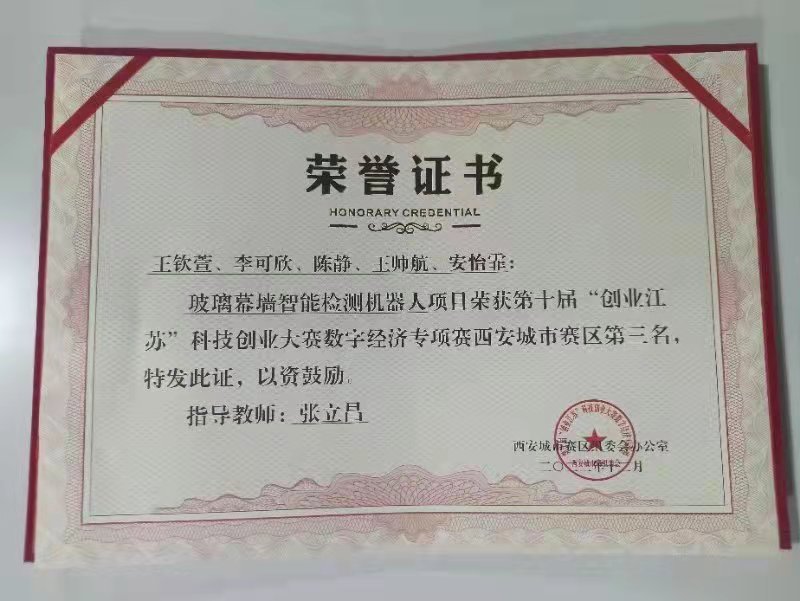 荣誉证书
HONORARY CREDENTIAL
王钦萱、李可欣、陈静、王帅航、安怡霏：
玻璃幕墙智能检测机器人项目荣获第十届“创业江
苏”科技创业大赛数字经济专项赛西安城市赛区第三名，
特发此证，以资鼓励。
指导教师：张立昌
西安城市赛区组委会办公室